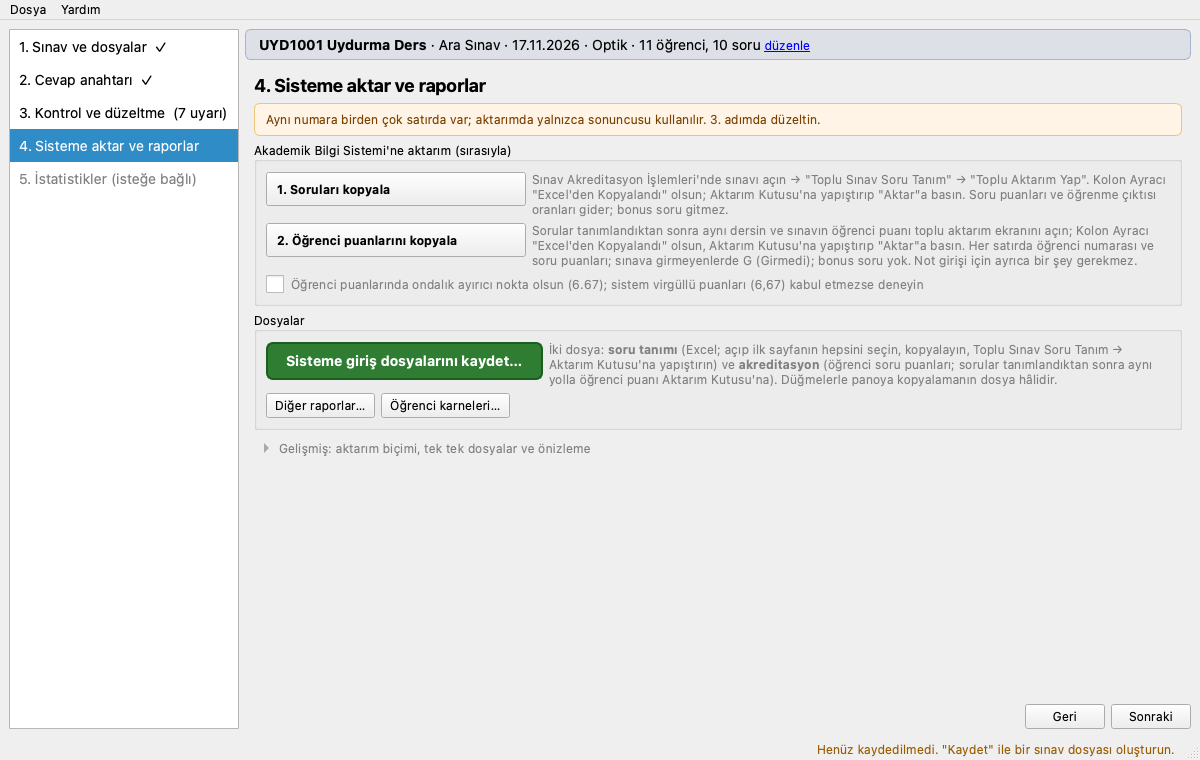 Dosya Yardım
1. Sınav ve dosyalar ✓
2. Cevap anahtarı ✓
3. Kontrol ve düzeltme (7 uyarı)
4. Sisteme aktar ve raporlar
5. İstatistikler (isteğe bağlı)
UYD1001 Uydurma Ders · Ara Sınav · 17.11.2026 · Optik · 11 öğrenci, 10 soru düzenle
4. Sisteme aktar ve raporlar
Aynı numara birden çok satırda var; aktarımda yalnızca sonuncusu kullanılır. 3. adımda düzeltin.
Akademik Bilgi Sistemi'ne aktarım (sırasıyla)
1. Soruları kopyala
Sınav Akreditasyon İşlemleri'nde sınavı açın → "Toplu Sınav Soru Tanım" → "Toplu Aktarım Yap". Kolon Ayracı
"Excel'den Kopyalandı" olsun; Aktarım Kutusu'na yapıştırıp "Aktar"a basın. Soru puanları ve öğrenme çıktısı
oranları gider; bonus soru gitmez.
2. Öğrenci puanlarını kopyala
Sorular tanımlandıktan sonra aynı dersin ve sınavın öğrenci puanı toplu aktarım ekranını açın; Kolon Ayracı
"Excel'den Kopyalandı" olsun, Aktarım Kutusu'na yapıştırıp "Aktar"a basın. Her satırda öğrenci numarası ve
soru puanları; sınava girmeyenlerde G (Girmedi); bonus soru yok. Not girişi için ayrıca bir şey gerekmez.
Öğrenci puanlarında ondalık ayırıcı nokta olsun (6.67); sistem virgüllü puanları (6,67) kabul etmezse deneyin
Dosyalar
Sisteme giriş dosyalarını kaydet...
İki dosya: soru tanımı (Excel; açıp ilk sayfanın hepsini seçin, kopyalayın, Toplu Sınav Soru Tanım →
Aktarım Kutusu'na yapıştırın) ve akreditasyon (öğrenci soru puanları; sorular tanımlandıktan sonra aynı
yolla öğrenci puanı Aktarım Kutusu'na). Düğmelerle panoya kopyalamanın dosya hâlidir.
Diğer raporlar... Öğrenci karneleri...
Gelişmiş: aktarım biçimi, tek tek dosyalar ve önizleme
Geri Sonraki
Henüz kaydedilmedi. "Kaydet" ile bir sınav dosyası oluşturun.